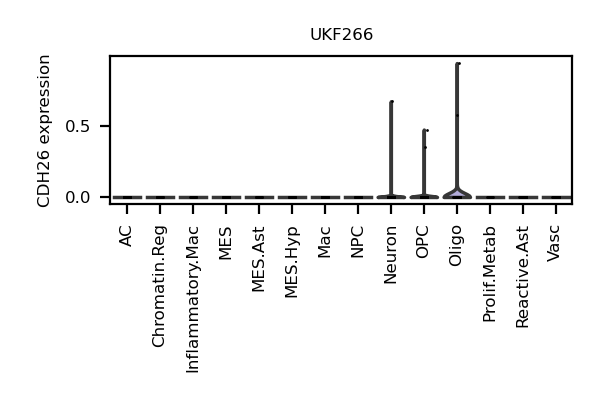 UKF266
CDH26 expression
0.5
0.0
AC
Chromatin.Reg
Inflammatory.Mac
MES
MES.Ast
MES.Hyp
Mac
NPC
Neuron
OPC
Oligo
Prolif.Metab
Reactive.Ast
Vasc